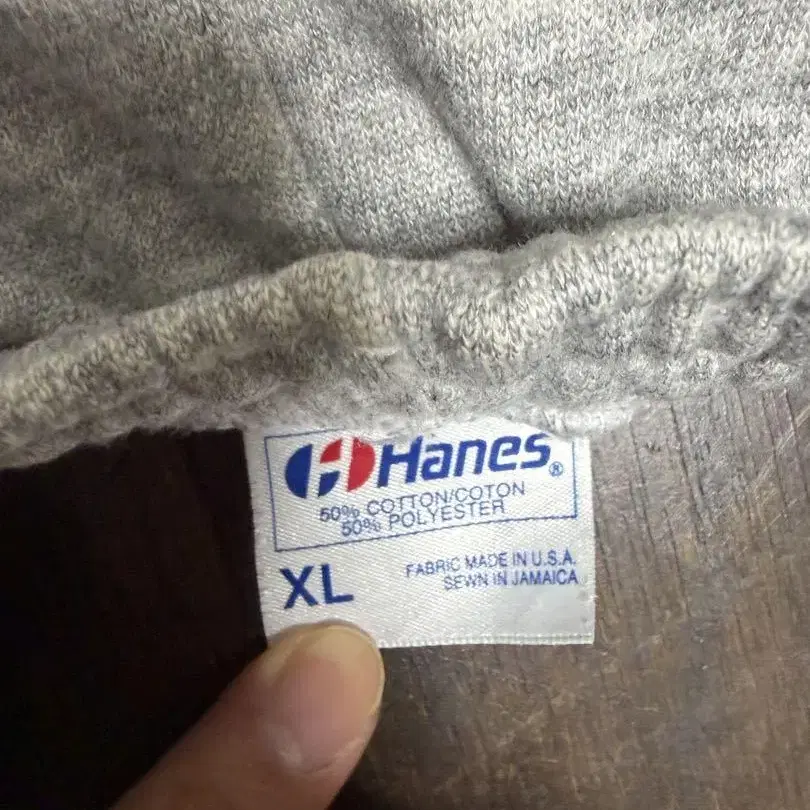 Hanes®
50% COTTON/COTON
50% POLYESTER
XL
FABRIC MADE IN U.S.A.
SEWN IN JAMAICA